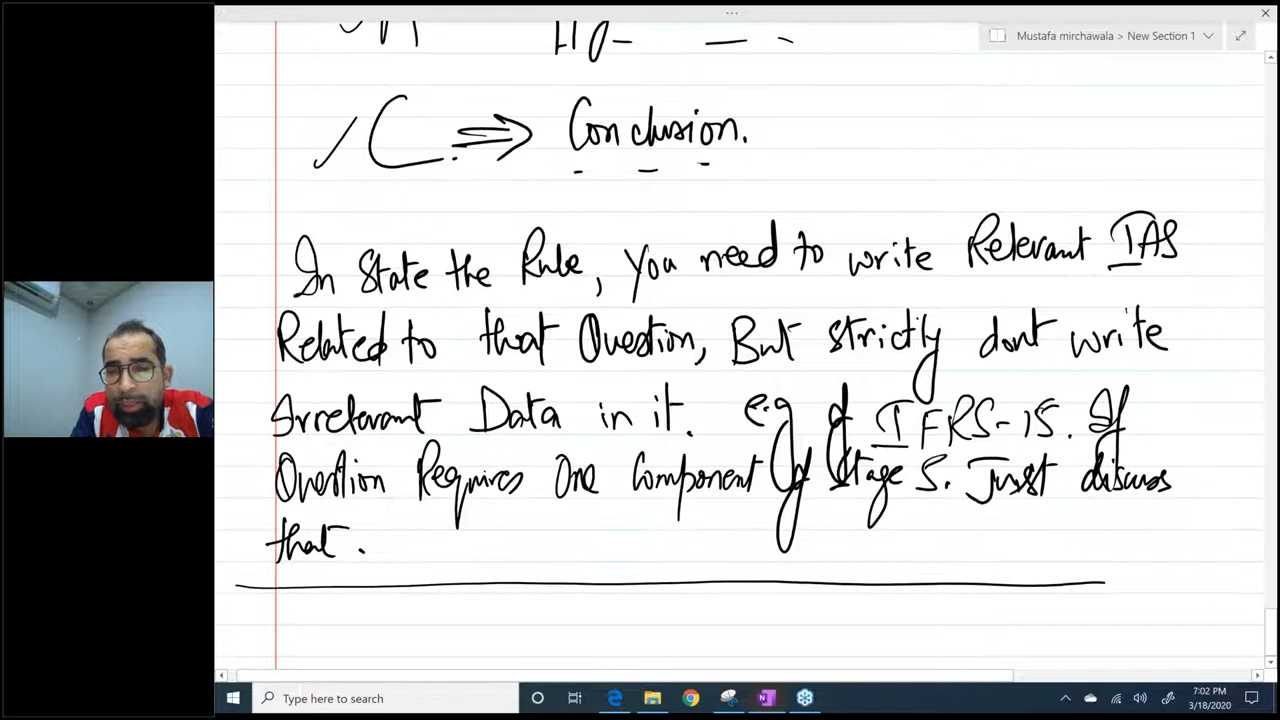 Mustafa mirchawala > New Section 1
C. ⇒ Conclusion.
In State the Rule, You need to write Relevant IAS
Related to that Question, But strictly dont write
Irrelevant Data in it. e.g of IFRS-15. If
Question Requires One Component of Stage 5. Just discuss
that.
Type here to search
7:02 PM
3/18/2020